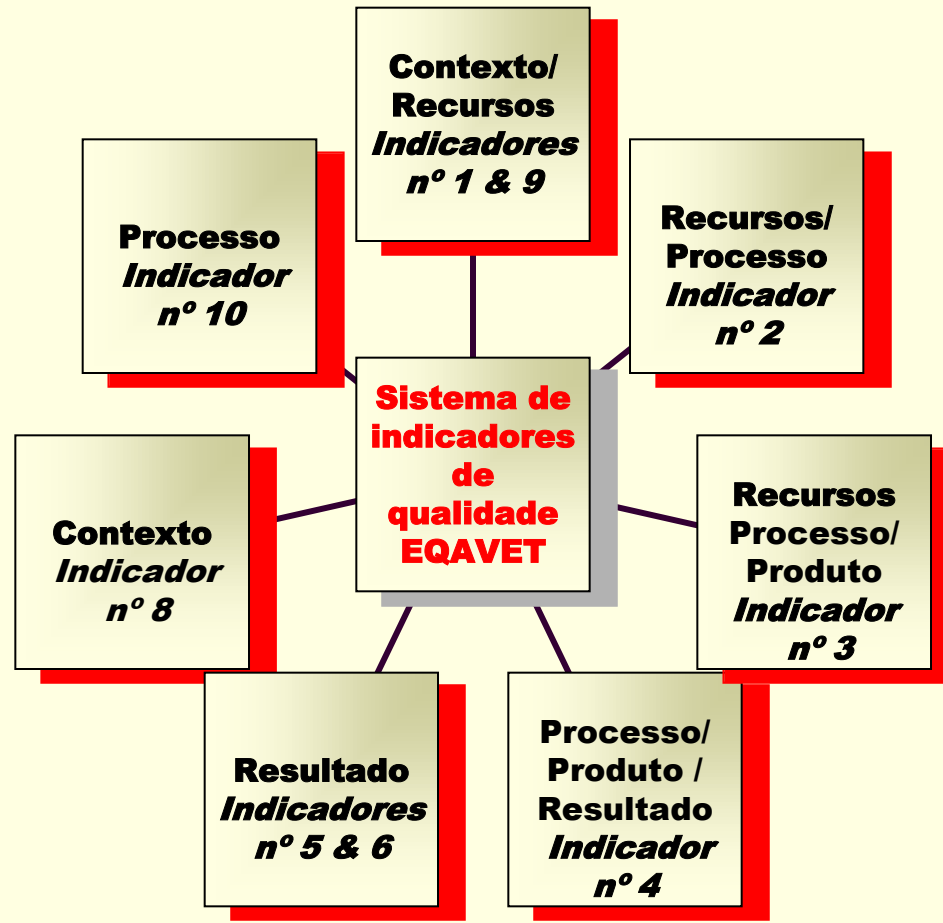 Contexto/
Recursos
Indicadores
nº 1 & 9
Recursos/
Processo
Indicador
nº 2
Recursos
Processo/
Produto
Indicador
nº 3
Processo/
Produto /
Resultado
Indicador
nº 4
Resultado
Indicadores
nº 5 & 6
Contexto
Indicador
nº 8
Processo
Indicador
nº 10
Sistema de
indicadores
de
qualidade
EQAVET